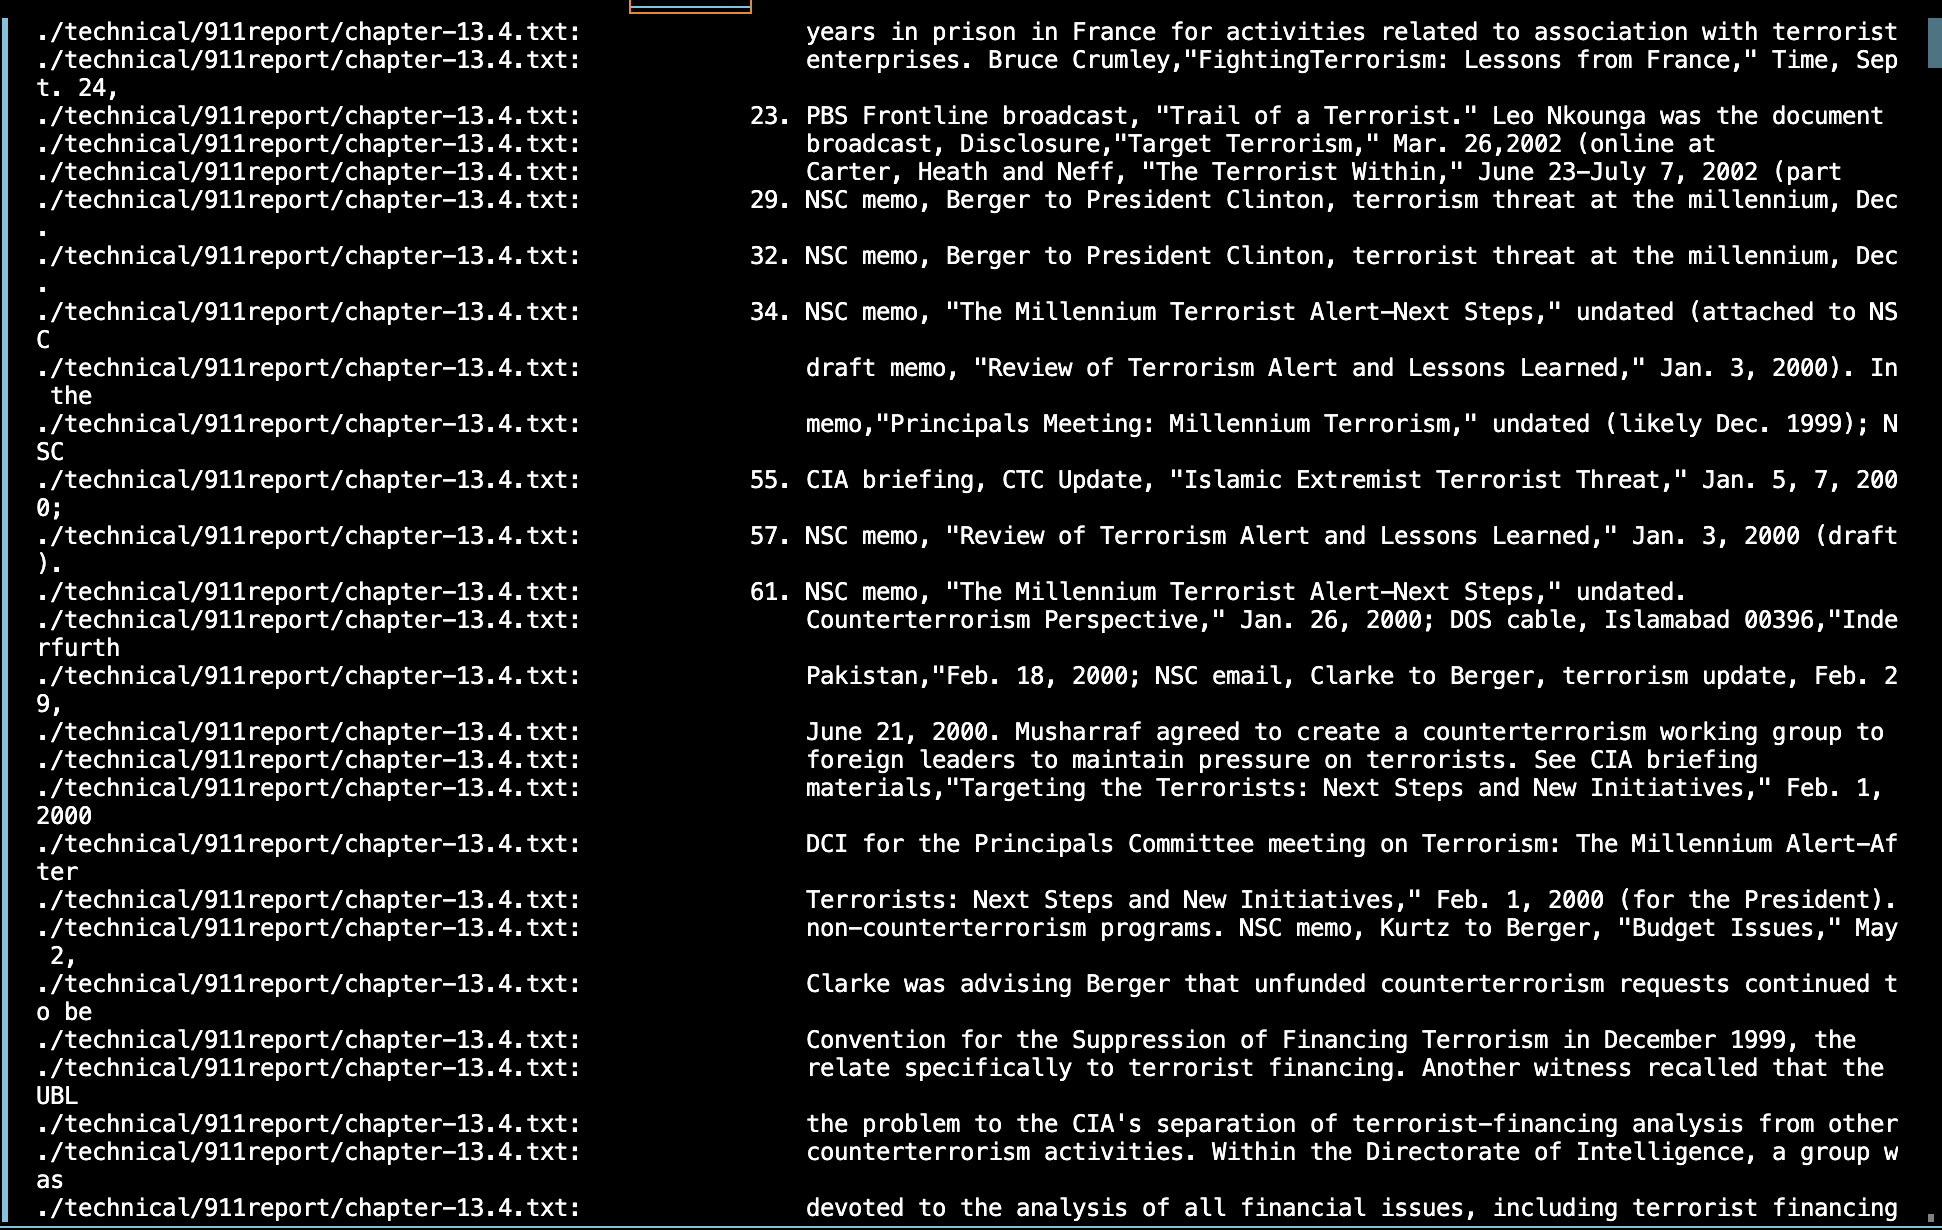 ./technical/911report/chapter-13.4.txt:                years in prison in France for activities related to association with terrorist
./technical/911report/chapter-13.4.txt:                enterprises. Bruce Crumley,"FightingTerrorism: Lessons from France," Time, Sep
t. 24,
./technical/911report/chapter-13.4.txt:            23. PBS Frontline broadcast, "Trail of a Terrorist." Leo Nkounga was the document
./technical/911report/chapter-13.4.txt:                broadcast, Disclosure,"Target Terrorism," Mar. 26,2002 (online at
./technical/911report/chapter-13.4.txt:                Carter, Heath and Neff, "The Terrorist Within," June 23-July 7, 2002 (part
./technical/911report/chapter-13.4.txt:            29. NSC memo, Berger to President Clinton, terrorism threat at the millennium, Dec
.
./technical/911report/chapter-13.4.txt:            32. NSC memo, Berger to President Clinton, terrorist threat at the millennium, Dec
.
./technical/911report/chapter-13.4.txt:            34. NSC memo, "The Millennium Terrorist Alert-Next Steps," undated (attached to NS
C
./technical/911report/chapter-13.4.txt:                draft memo, "Review of Terrorism Alert and Lessons Learned," Jan. 3, 2000). In
 the
./technical/911report/chapter-13.4.txt:                memo,"Principals Meeting: Millennium Terrorism," undated (likely Dec. 1999); N
SC
./technical/911report/chapter-13.4.txt:            55. CIA briefing, CTC Update, "Islamic Extremist Terrorist Threat," Jan. 5, 7, 200
0;
./technical/911report/chapter-13.4.txt:            57. NSC memo, "Review of Terrorism Alert and Lessons Learned," Jan. 3, 2000 (draft
).
./technical/911report/chapter-13.4.txt:            61. NSC memo, "The Millennium Terrorist Alert-Next Steps," undated.
./technical/911report/chapter-13.4.txt:                Counterterrorism Perspective," Jan. 26, 2000; DOS cable, Islamabad 00396,"Inde
rfurth
./technical/911report/chapter-13.4.txt:                Pakistan,"Feb. 18, 2000; NSC email, Clarke to Berger, terrorism update, Feb. 2
9,
./technical/911report/chapter-13.4.txt:                June 21, 2000. Musharraf agreed to create a counterterrorism working group to
./technical/911report/chapter-13.4.txt:                foreign leaders to maintain pressure on terrorists. See CIA briefing
./technical/911report/chapter-13.4.txt:                materials,"Targeting the Terrorists: Next Steps and New Initiatives," Feb. 1,
2000
./technical/911report/chapter-13.4.txt:                DCI for the Principals Committee meeting on Terrorism: The Millennium Alert-Af
ter
./technical/911report/chapter-13.4.txt:                Terrorists: Next Steps and New Initiatives," Feb. 1, 2000 (for the President).
./technical/911report/chapter-13.4.txt:                non-counterterrorism programs. NSC memo, Kurtz to Berger, "Budget Issues," May
 2,
./technical/911report/chapter-13.4.txt:                Clarke was advising Berger that unfunded counterterrorism requests continued t
o be
./technical/911report/chapter-13.4.txt:                Convention for the Suppression of Financing Terrorism in December 1999, the
./technical/911report/chapter-13.4.txt:                relate specifically to terrorist financing. Another witness recalled that the
UBL
./technical/911report/chapter-13.4.txt:                the problem to the CIA's separation of terrorist-financing analysis from other
./technical/911report/chapter-13.4.txt:                counterterrorism activities. Within the Directorate of Intelligence, a group w
as
./technical/911report/chapter-13.4.txt:                devoted to the analysis of all financial issues, including terrorist financing